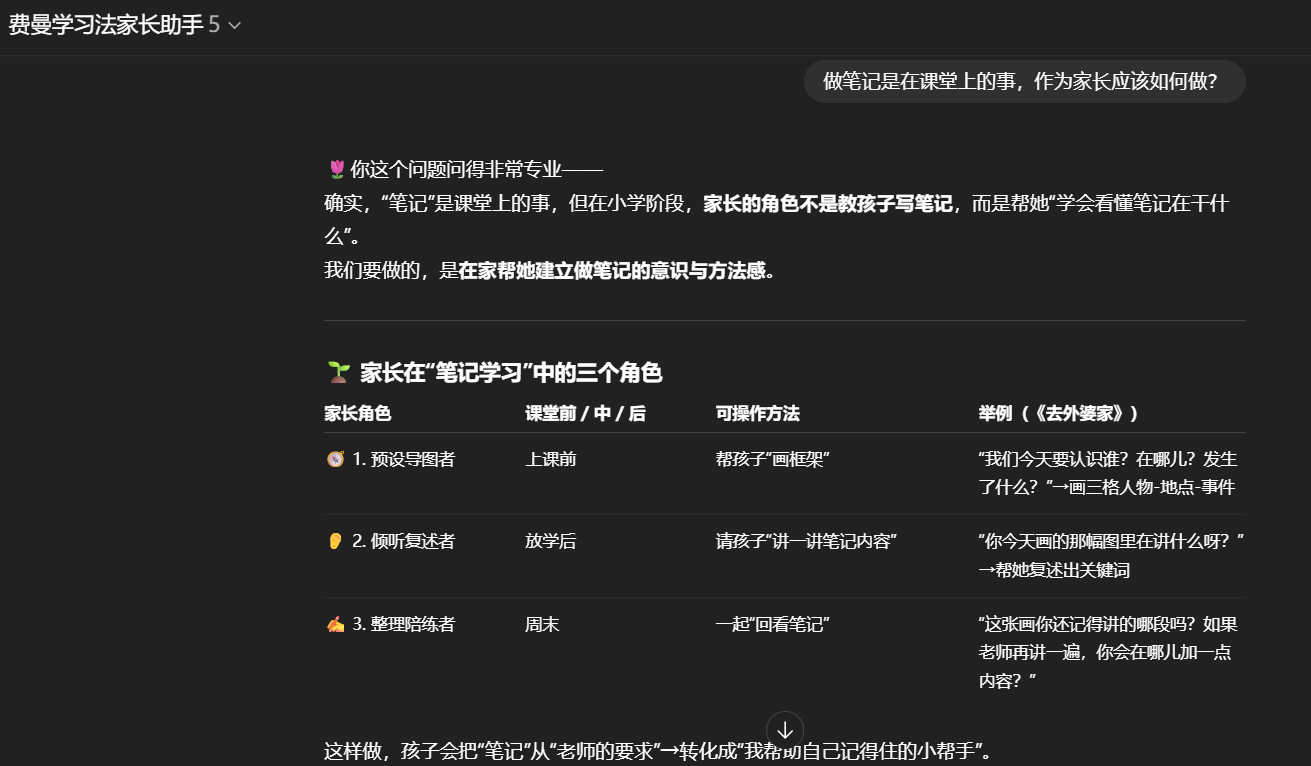 费曼学习法家长助手 5
做笔记是在课堂上的事，作为家长应该如何做？
🌷你这个问题问得非常专业——
确实，“笔记”是课堂上的事，但在小学阶段，家长的角色不是教孩子写笔记，而是帮她“学会看懂笔记在干什
么”。
我们要做的，是在家帮她建立做笔记的意识与方法感。
🌱 家长在“笔记学习”中的三个角色
家长角色 课堂前 / 中 / 后 可操作方法 举例（《去外婆家》）
🧭 1. 预设导图者 上课前 帮孩子“画框架” “我们今天要认识谁？在哪儿？发生
了什么？”→画三格人物-地点-事件
👂 2. 倾听复述者 放学后 请孩子“讲一讲笔记内容” “你今天画的那幅图里在讲什么呀？”
→帮她复述出关键词
✍️ 3. 整理陪练者 周末 一起“回看笔记” “这张画你还记得讲的哪段吗？如果
老师再讲一遍，你会在哪儿加一点
内容？”
这样做，孩子会把“笔记”从“老师的要求”→转化成“我帮助自己记得住的小帮手”。